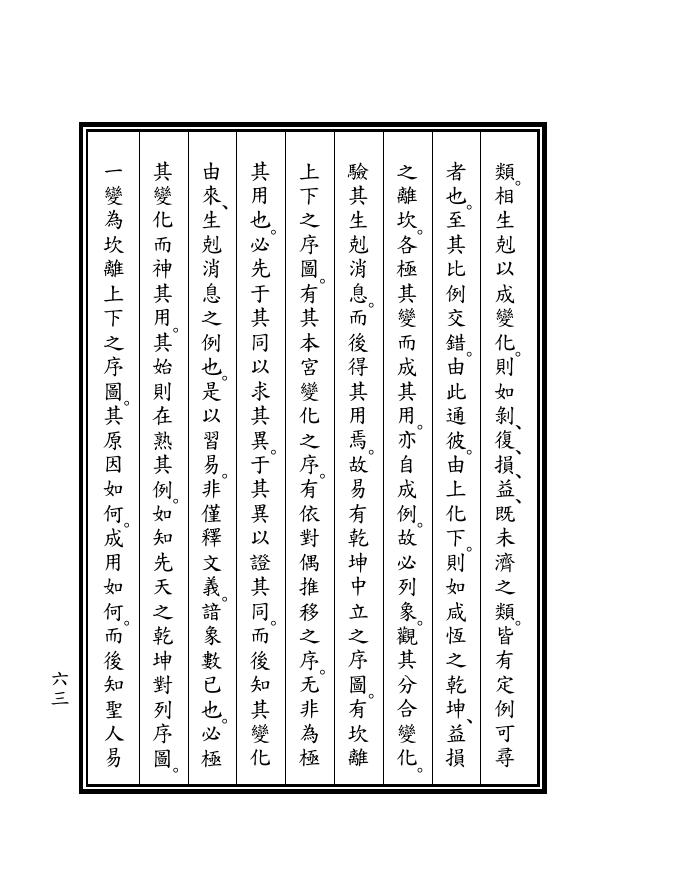 類。相生剋以成變化。則如剝、復、損、益、既未濟之類。皆有定例可尋
者也。至其比例交錯。由此通彼。由上化下。則如咸恆之乾坤、益損
之離坎。各極其變而成其用。亦自成例。故必列象。觀其分合變化。
驗其生剋消息。而後得其用焉。故易有乾坤中立之序圖。有坎離
上下之序圖。有其本宮變化之序。有依對偶推移之序。无非為極
其用也。必先于其同以求其異。于其異以證其同。而後知其變化
由來、生剋消息之例也。是以習易。非僅釋文義。諳象數已也。必極
其變化而神其用。其始則在熟其例。如知先天之乾坤對列序圖。
一變為坎離上下之序圖。其原因如何。成用如何。而後知聖人易
六三